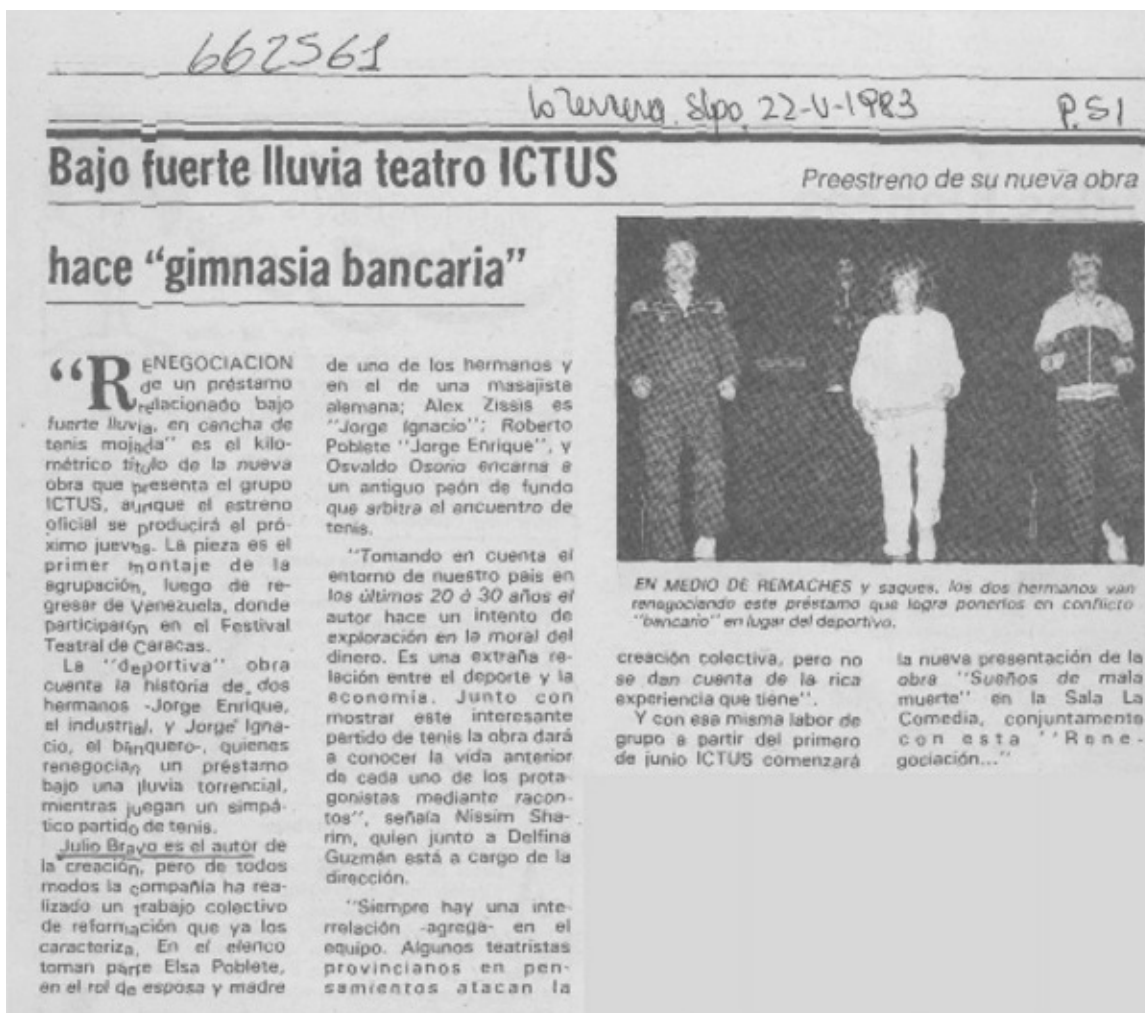 662561
La Tercera. Stgo. 22-V-1983 P. 51
Bajo fuerte lluvia teatro ICTUS
Preestreno de su nueva obra
hace “gimnasia bancaria”
“RENEGOCIACION
de un préstamo
relacionado bajo
fuerte lluvia, en cancha de
tenis mojada” es el kilo-
métrico título de la nueva
obra que presenta el grupo
ICTUS, aunque el estreno
oficial se producirá el pró-
ximo jueves. La pieza es el
primer montaje de la
agrupación, luego de re-
gresar de Venezuela, donde
participaron en el Festival
Teatral de Caracas.
La “deportiva” obra
cuenta la historia de dos
hermanos -Jorge Enrique,
el industrial, y Jorge Igna-
cio, el banquero-, quienes
renegocian un préstamo
bajo una lluvia torrencial,
mientras juegan un simpá-
tico partido de tenis.
Julio Bravo es el autor de
la creación, pero de todos
modos la compañía ha rea-
lizado un trabajo colectivo
de reformación que ya los
caracteriza. En el elenco
toman parte Elsa Poblete,
en el rol de esposa y madre
de uno de los hermanos y
en el de una masajista
alemana; Alex Zissis es
“Jorge Ignacio”; Roberto
Poblete “Jorge Enrique”, y
Osvaldo Osorio encarna a
un antiguo peón de fundo
que arbitra el encuentro de
tenis.
“Tomando en cuenta el
entorno de nuestro país en
los últimos 20 ó 30 años el
autor hace un intento de
exploración en la moral del
dinero. Es una extraña re-
lación entre el deporte y la
economía. Junto con
mostrar este interesante
partido de tenis la obra dará
a conocer la vida anterior
de cada uno de los prota-
gonistas mediante racon-
tos”, señala Nissim Sha-
rim, quien junto a Delfina
Guzmán está a cargo de la
dirección.
“Siempre hay una inte-
rrelación -agrega- en el
equipo. Algunos teatristas
provincianos en pen-
samientos atacan la
EN MEDIO DE REMACHES y saques, los dos hermanos van
renegociando este préstamo que logra ponerlos en conflicto
“bancario” en lugar del deportivo.
creación colectiva, pero no
se dan cuenta de la rica
experiencia que tiene”.
Y con esa misma labor de
grupo a partir del primero
de junio ICTUS comenzará
la nueva presentación de la
obra “Sueños de mala
muerte” en la Sala La
Comedia, conjuntamente
con esta “Rene-
gociación...”